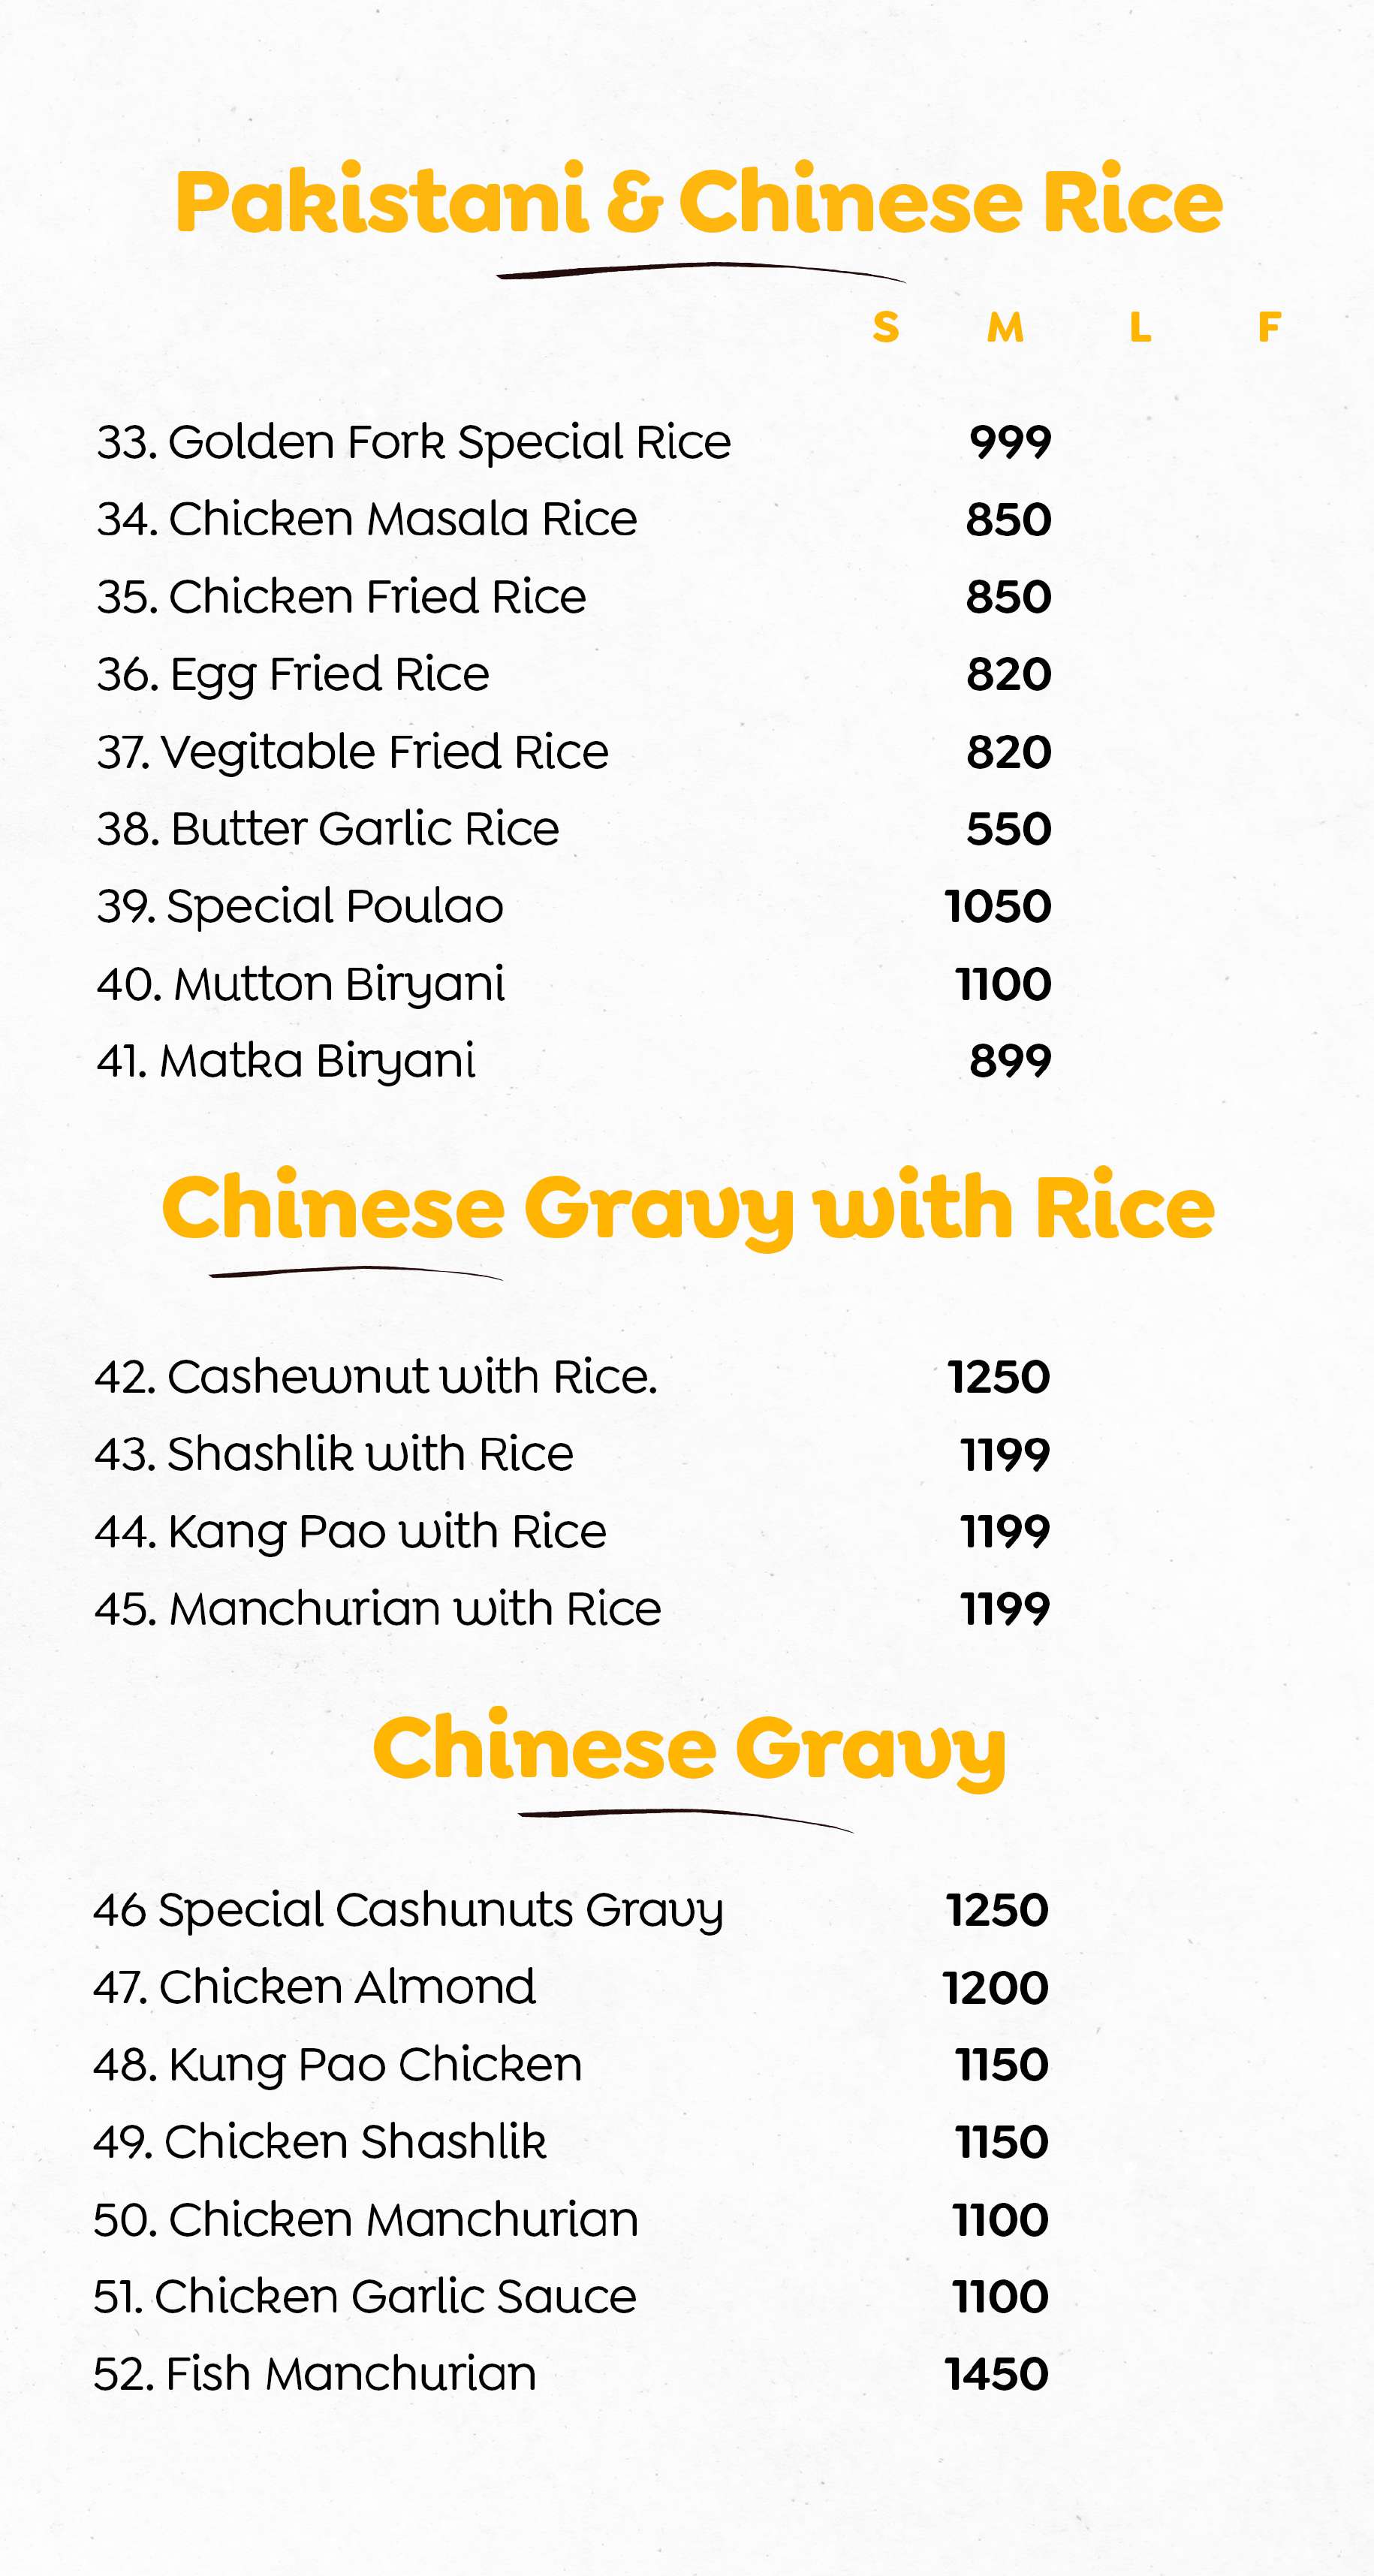 Pakistani & Chinese Rice
S M L F
33. Golden Fork Special Rice 999
34. Chicken Masala Rice 850
35. Chicken Fried Rice 850
36. Egg Fried Rice 820
37. Vegitable Fried Rice 820
38. Butter Garlic Rice 550
39. Special Poulao 1050
40. Mutton Biryani 1100
41. Matka Biryani 899
Chinese Gravy with Rice
42. Cashewnut with Rice. 1250
43. Shashlik with Rice 1199
44. Kang Pao with Rice 1199
45. Manchurian with Rice 1199
Chinese Gravy
46 Special Cashunuts Gravy 1250
47. Chicken Almond 1200
48. Kung Pao Chicken 1150
49. Chicken Shashlik 1150
50. Chicken Manchurian 1100
51. Chicken Garlic Sauce 1100
52. Fish Manchurian 1450